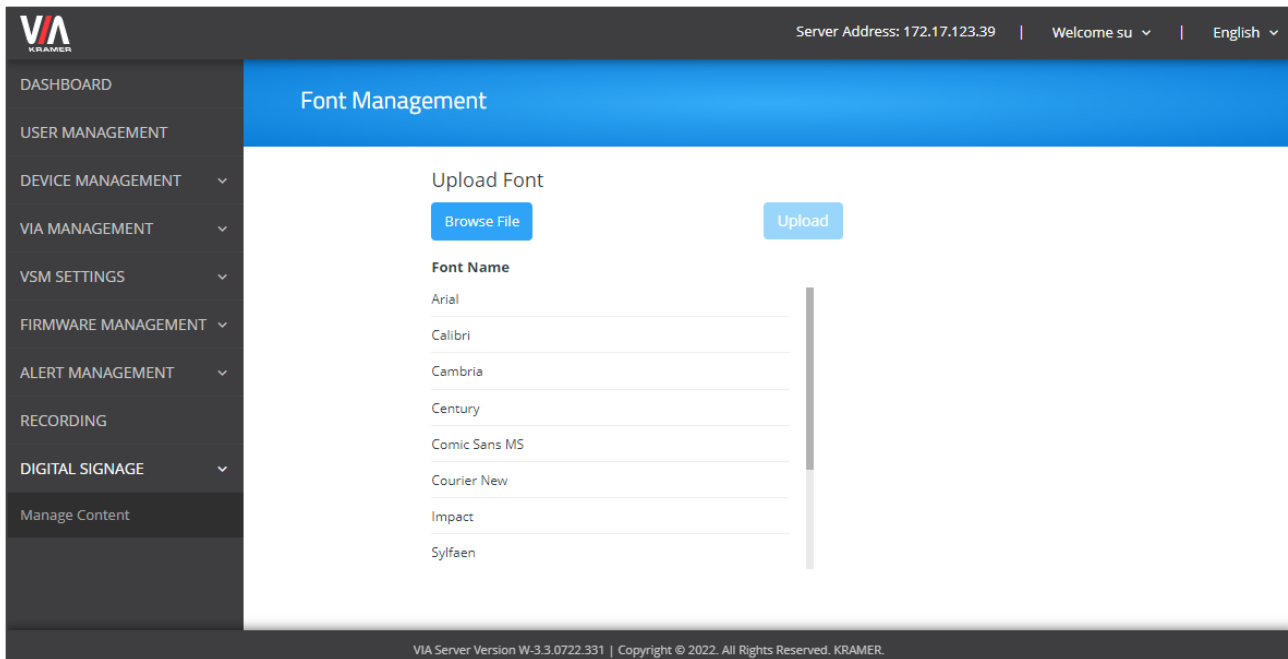 VIA
KRAMER
Server Address: 172.17.123.39 | Welcome su | English
DASHBOARD
USER MANAGEMENT
DEVICE MANAGEMENT
VIA MANAGEMENT
VSM SETTINGS
FIRMWARE MANAGEMENT
ALERT MANAGEMENT
RECORDING
DIGITAL SIGNAGE
Manage Content
Font Management
Upload Font
Browse File
Upload
Font Name
Arial
Calibri
Cambria
Century
Comic Sans MS
Courier New
Impact
Sylfaen
VIA Server Version W-3.3.0722.331 | Copyright © 2022. All Rights Reserved. KRAMER.